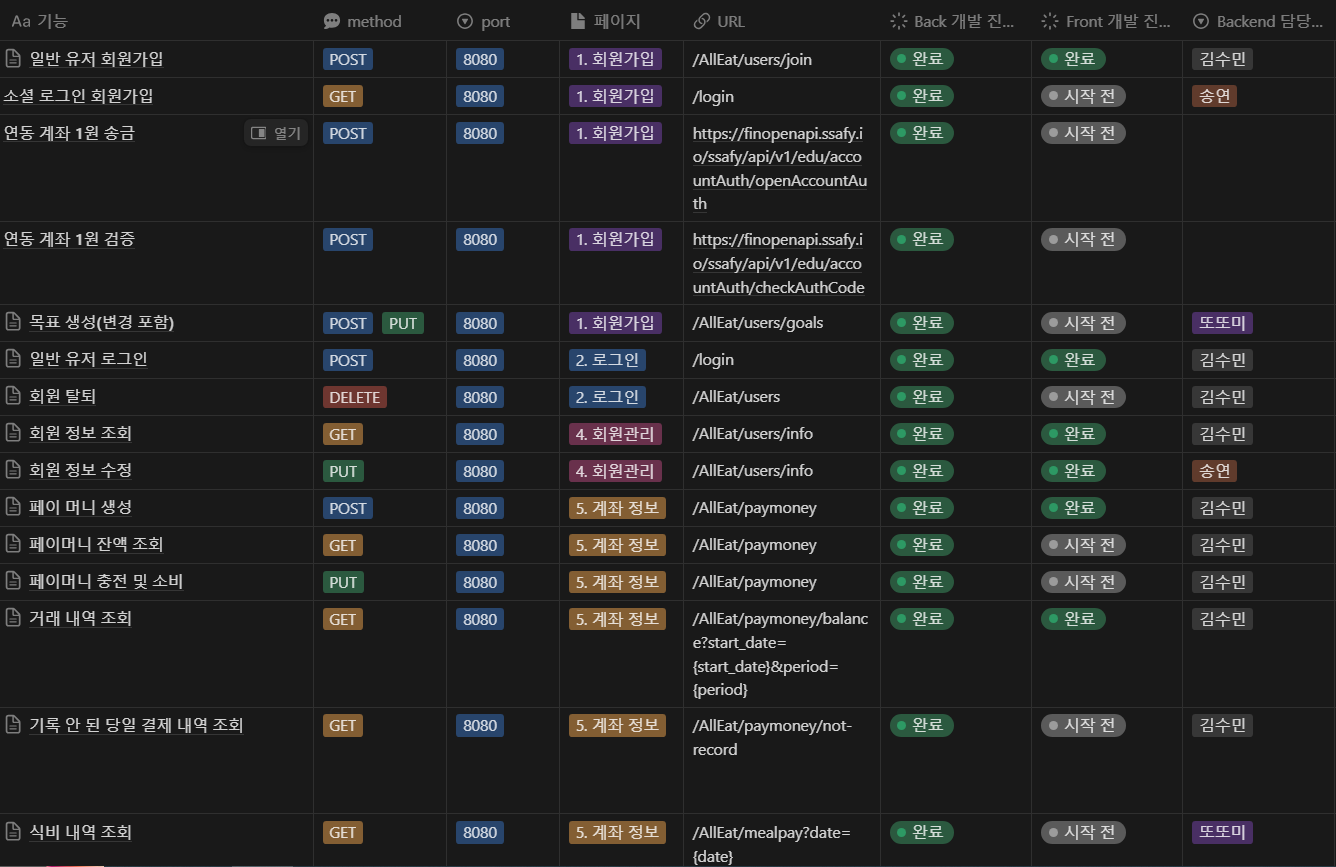 Aa 기능 method port 페이지 URL Back 개발 진... Front 개발 진... Backend 담당...
일반 유저 회원가입 POST 8080 1. 회원가입 /AllEat/users/join 완료 완료 김수민
소셜 로그인 회원가입 GET 8080 1. 회원가입 /login 완료 시작 전 송연
연동 계좌 1원 송금 열기 POST 8080 1. 회원가입 https://finopenapi.ssafy.i 완료 시작 전
o/ssafy/api/v1/edu/acco
untAuth/openAccountAu
th
연동 계좌 1원 검증 POST 8080 1. 회원가입 https://finopenapi.ssafy.i 완료 시작 전
o/ssafy/api/v1/edu/acco
untAuth/checkAuthCode
목표 생성(변경 포함) POST PUT 8080 1. 회원가입 /AllEat/users/goals 완료 시작 전 또또미
일반 유저 로그인 POST 8080 2. 로그인 /login 완료 완료 김수민
회원 탈퇴 DELETE 8080 2. 로그인 /AllEat/users 완료 시작 전 김수민
회원 정보 조회 GET 8080 4. 회원관리 /AllEat/users/info 완료 완료 김수민
회원 정보 수정 PUT 8080 4. 회원관리 /AllEat/users/info 완료 완료 송연
페이 머니 생성 POST 8080 5. 계좌 정보 /AllEat/paymoney 완료 완료 김수민
페이머니 잔액 조회 GET 8080 5. 계좌 정보 /AllEat/paymoney 완료 시작 전 김수민
페이머니 충전 및 소비 PUT 8080 5. 계좌 정보 /AllEat/paymoney 완료 시작 전 김수민
거래 내역 조회 GET 8080 5. 계좌 정보 /AllEat/paymoney/balanc 완료 완료 김수민
e?start_date=
{start_date}&period=
{period}
기록 안 된 당일 결제 내역 조회 GET 8080 5. 계좌 정보 /AllEat/paymoney/not- 완료 시작 전 김수민
record
식비 내역 조회 GET 8080 5. 계좌 정보 /AllEat/mealpay?date= 완료 시작 전 또또미
{date}